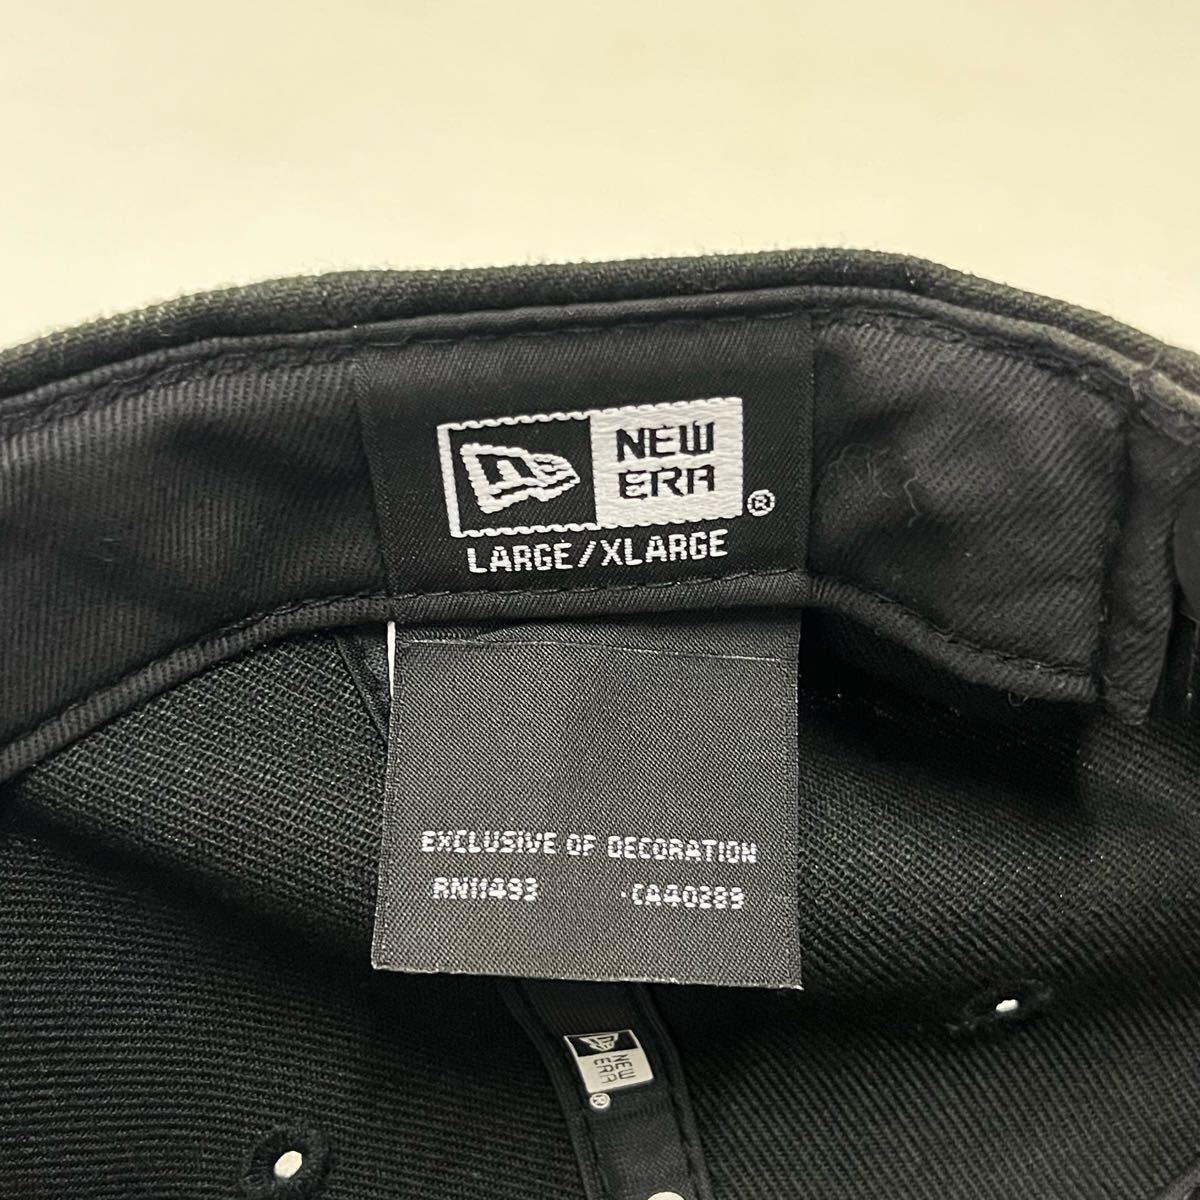 NEW
ERA
®
LARGE/XLARGE
EXCLUSIVE OF DECORATION
RN11493 ·CA40289
NEW
ERA
®